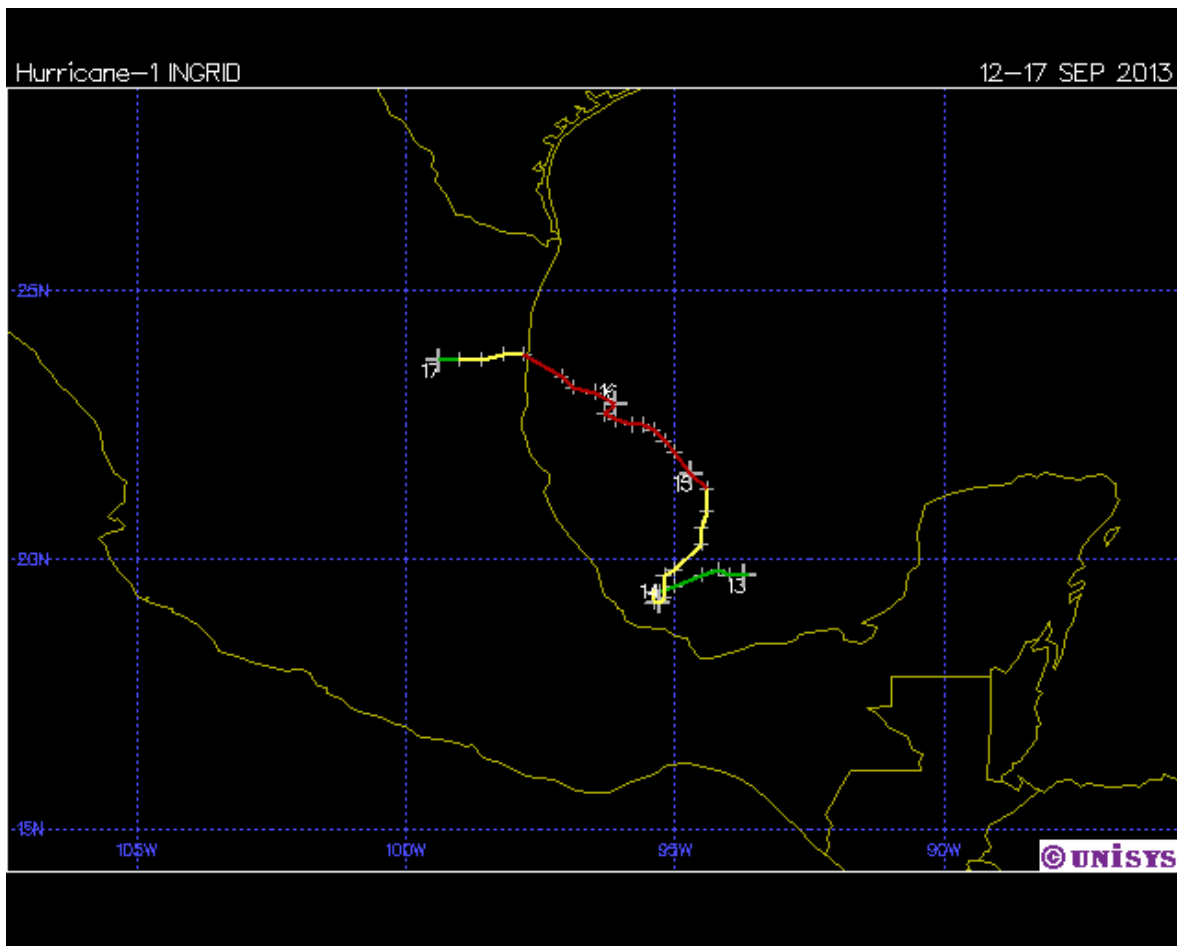 Hurricane-1 INGRID
12-17 SEP 2013
25N
17
16
15
20N
14
13
15N
105W
100W
95W
90W
© UNISYS